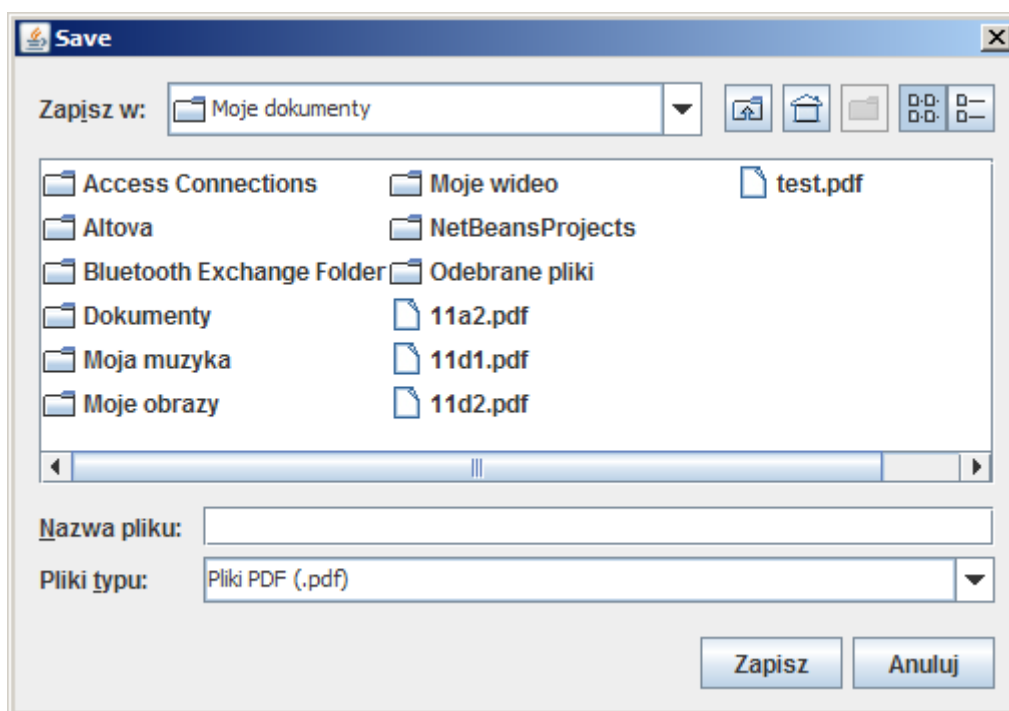 Save
Zapisz w: Moje dokumenty
Access Connections Moje wideo test.pdf
Altova NetBeansProjects
Bluetooth Exchange Folder Odebrane pliki
Dokumenty 11a2.pdf
Moja muzyka 11d1.pdf
Moje obrazy 11d2.pdf
Nazwa pliku:
Pliki typu: Pliki PDF (.pdf)
Zapisz Anuluj